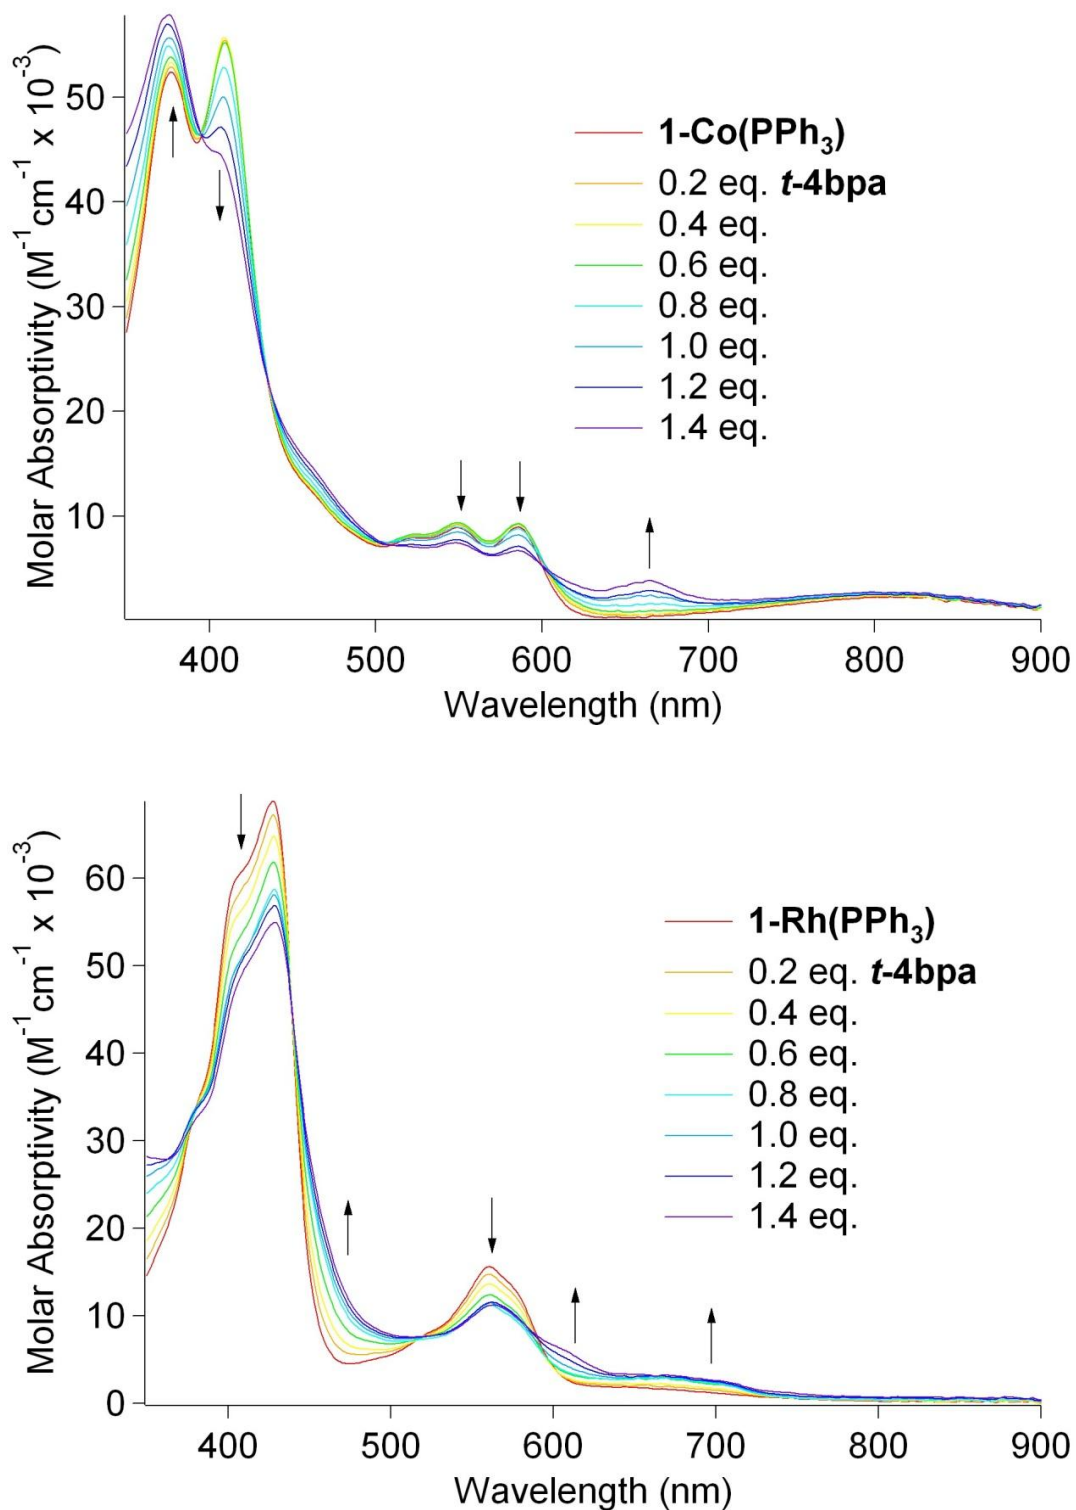 Molar Absorptivity (M⁻¹cm⁻¹ x 10⁻³)
50
40
30
20
10
1-Co(PPh₃)
0.2 eq. t-4bpa
0.4 eq.
0.6 eq.
0.8 eq.
1.0 eq.
1.2 eq.
1.4 eq.
400 500 600 700 800 900
Wavelength (nm)
Molar Absorptivity (M⁻¹cm⁻¹ x 10⁻³)
60
50
40
30
20
10
0
1-Rh(PPh₃)
0.2 eq. t-4bpa
0.4 eq.
0.6 eq.
0.8 eq.
1.0 eq.
1.2 eq.
1.4 eq.
400 500 600 700 800 900
Wavelength (nm)